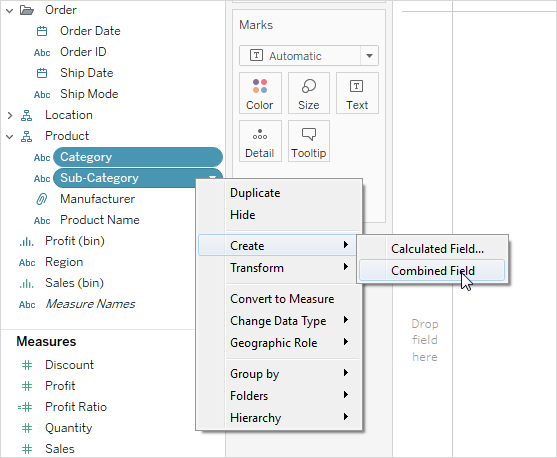 Order
Order Date
Abc Order ID
Ship Date
Abc Ship Mode
Location
Product
Abc Category
Abc Sub-Category
Manufacturer
Abc Product Name
Profit (bin)
Abc Region
Sales (bin)
Abc Measure Names
Measures
Discount
Profit
Profit Ratio
Quantity
Sales
Marks
T Automatic
Color
Size
T Text
Detail
Tooltip
Duplicate
Hide
Create
Transform
Convert to Measure
Change Data Type
Geographic Role
Group by
Folders
Hierarchy
Calculated Field...
Combined Field
Drop
field
here